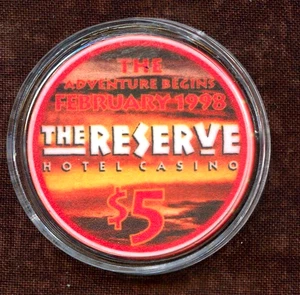 THE
ADVENTURE BEGINS
FEBRUARY 1998
THE RESERVE
HOTEL CASINO
$5